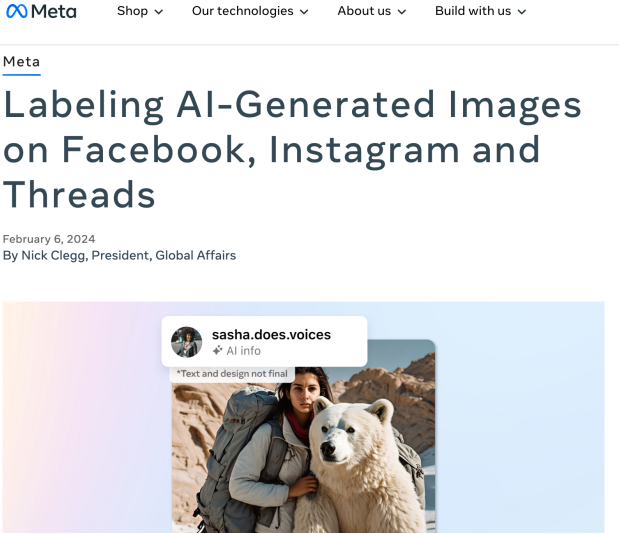 Meta
Shop
Our technologies
About us
Build with us
Meta
Labeling AI-Generated Images
on Facebook, Instagram and
Threads
February 6, 2024
By Nick Clegg, President, Global Affairs
sasha.does.voices
AI info
*Text and design not final